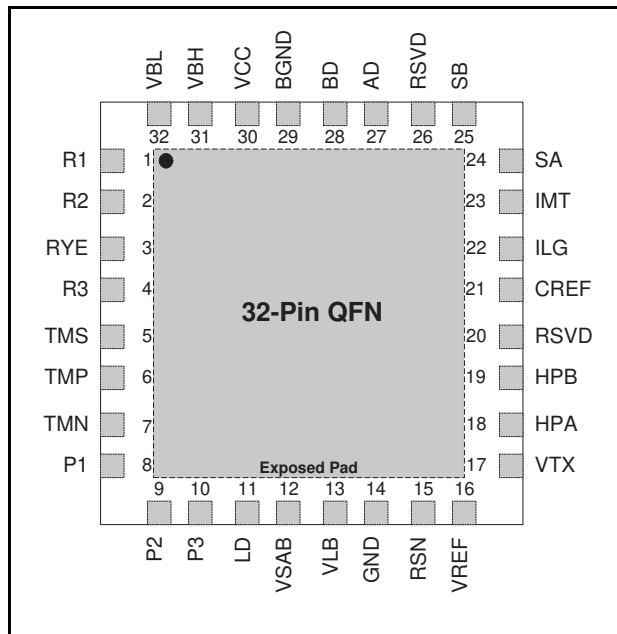 VBL VBH VCC BGND BD AD RSVD SB
32 31 30 29 28 27 26 25
R1 1 24 SA
R2 2 23 IMT
RYE 3 22 ILG
R3 4 21 CREF
32-Pin QFN
TMS 5 20 RSVD
TMP 6 19 HPB
TMN 7 18 HPA
P1 8 Exposed Pad 17 VTX
9 10 11 12 13 14 15 16
P2 P3 LD VSAB VLB GND RSN VREF